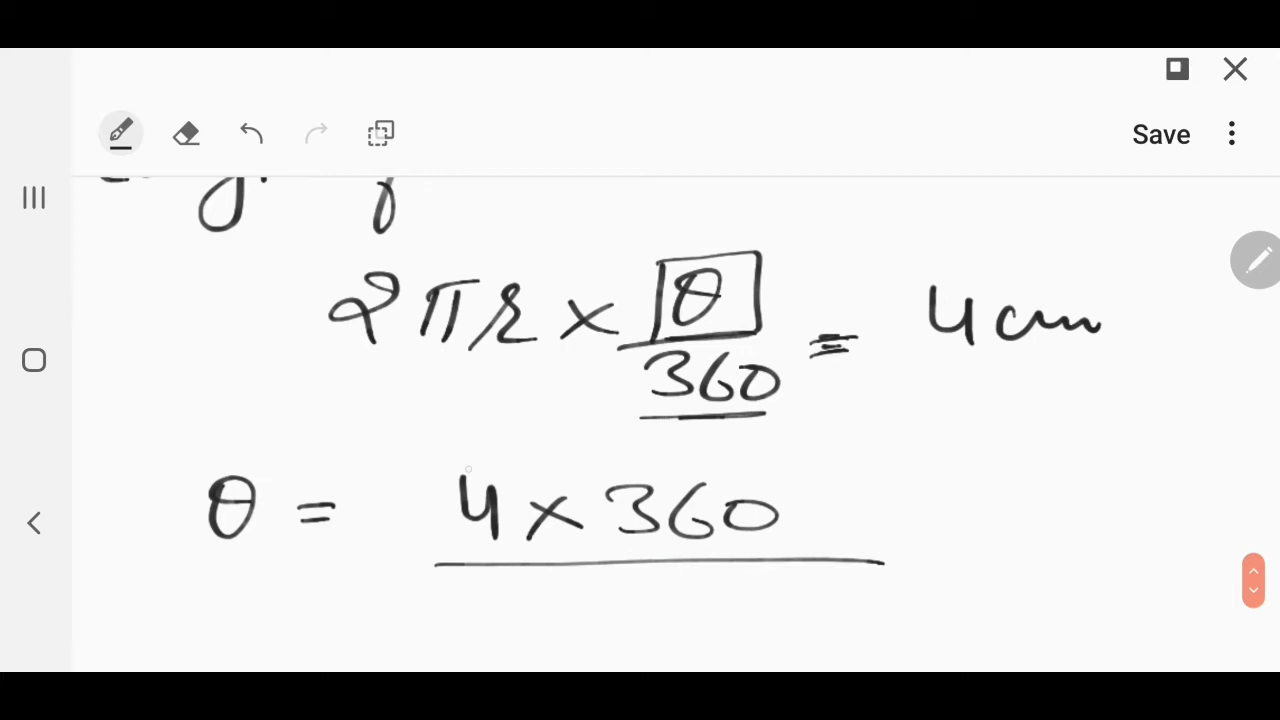 Save
2πr × θ/360 = 4 cm
θ = 4 × 360